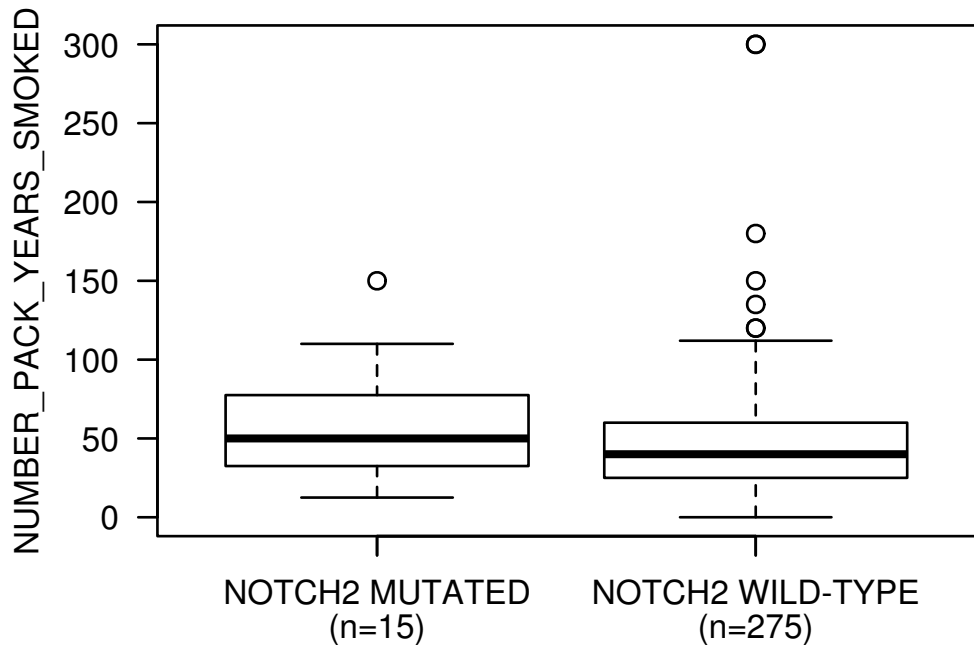 NUMBER_PACK_YEARS_SMOKED
300
250
200
150
100
50
0
NOTCH2 MUTATED
(n=15)
NOTCH2 WILD-TYPE
(n=275)